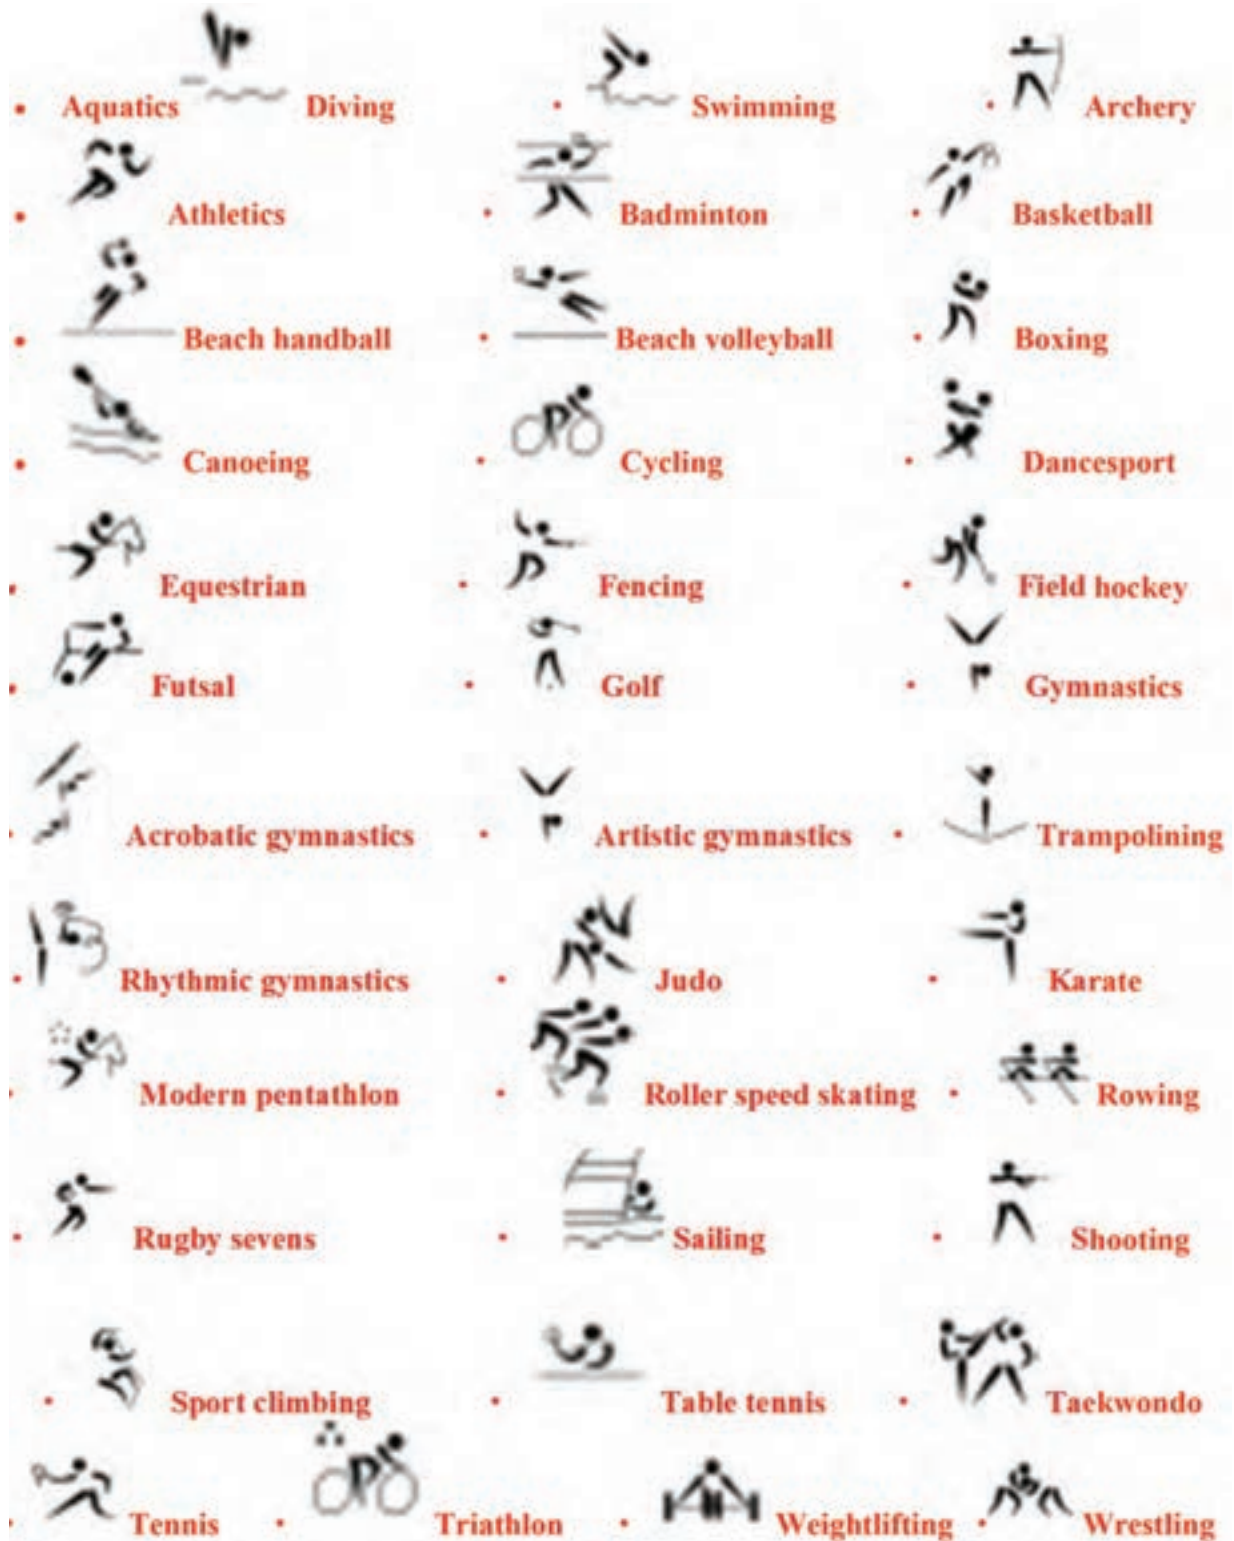 • Aquatics Diving • Swimming • Archery
• Athletics • Badminton • Basketball
• Beach handball • Beach volleyball • Boxing
• Canoeing • Cycling • Dancesport
• Equestrian • Fencing • Field hockey
• Futsal • Golf • Gymnastics
• Acrobatic gymnastics • Artistic gymnastics • Trampolining
• Rhythmic gymnastics • Judo • Karate
• Modern pentathlon • Roller speed skating • Rowing
• Rugby sevens • Sailing • Shooting
• Sport climbing • Table tennis • Taekwondo
• Tennis • Triathlon • Weightlifting • Wrestling